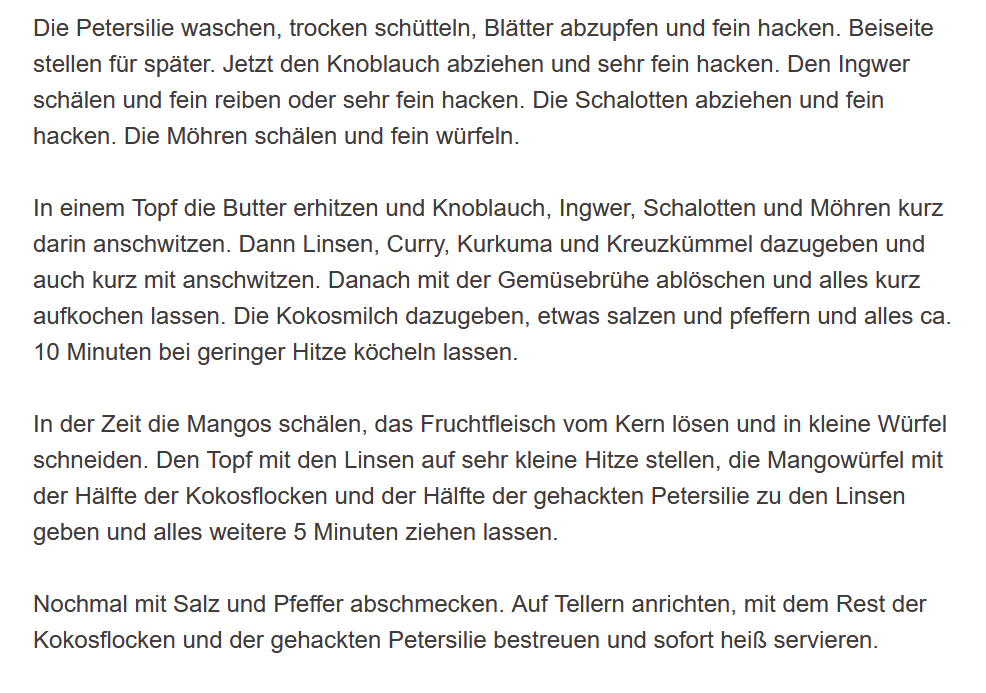 Die Petersilie waschen, trocken schütteln, Blätter abzupfen und fein hacken. Beiseite
stellen für später. Jetzt den Knoblauch abziehen und sehr fein hacken. Den Ingwer
schälen und fein reiben oder sehr fein hacken. Die Schalotten abziehen und fein
hacken. Die Möhren schälen und fein würfeln.
In einem Topf die Butter erhitzen und Knoblauch, Ingwer, Schalotten und Möhren kurz
darin anschwitzen. Dann Linsen, Curry, Kurkuma und Kreuzkümmel dazugeben und
auch kurz mit anschwitzen. Danach mit der Gemüsebrühe ablöschen und alles kurz
aufkochen lassen. Die Kokosmilch dazugeben, etwas salzen und pfeffern und alles ca.
10 Minuten bei geringer Hitze köcheln lassen.
In der Zeit die Mangos schälen, das Fruchtfleisch vom Kern lösen und in kleine Würfel
schneiden. Den Topf mit den Linsen auf sehr kleine Hitze stellen, die Mangowürfel mit
der Hälfte der Kokosflocken und der Hälfte der gehackten Petersilie zu den Linsen
geben und alles weitere 5 Minuten ziehen lassen.
Nochmal mit Salz und Pfeffer abschmecken. Auf Tellern anrichten, mit dem Rest der
Kokosflocken und der gehackten Petersilie bestreuen und sofort heiß servieren.